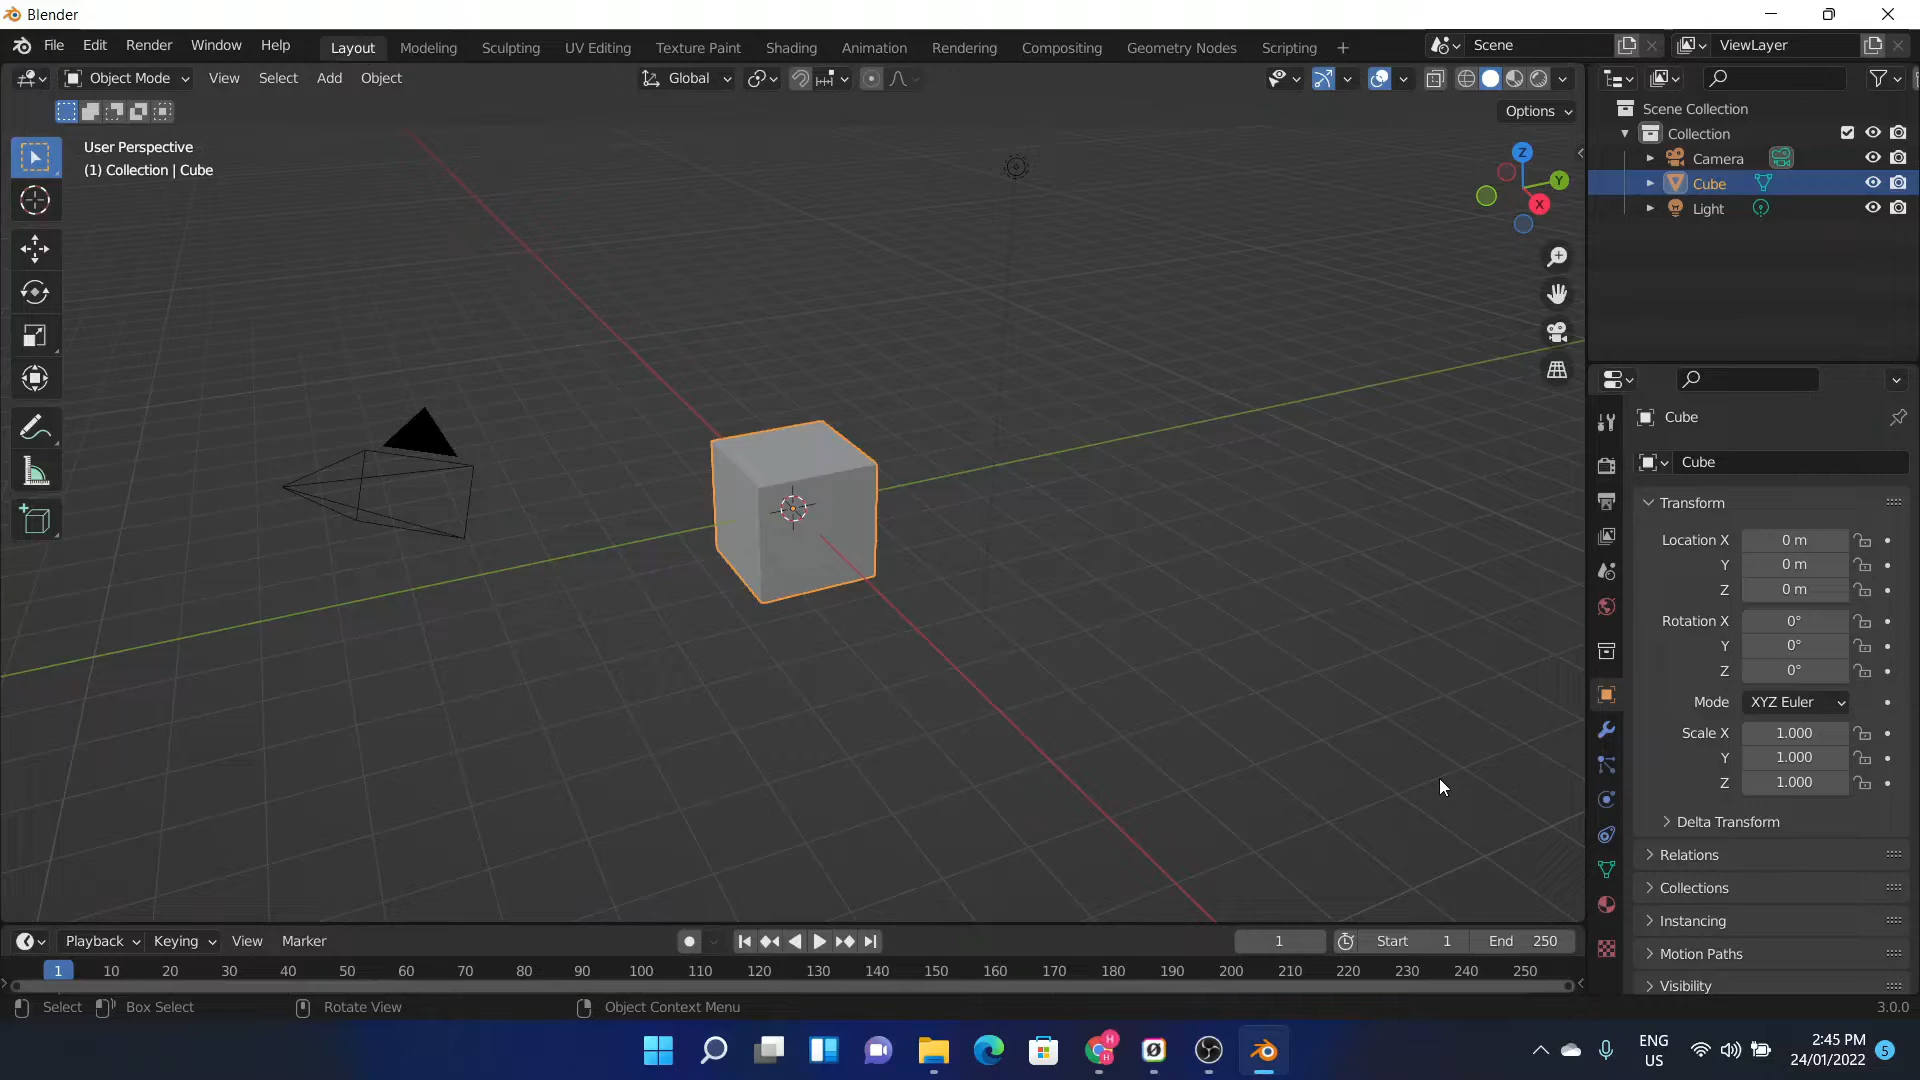 Blender
File Edit Render Window Help Layout Modeling Sculpting UV Editing Texture Paint Shading Animation Rendering Compositing Geometry Nodes Scripting + Scene ViewLayer
Object Mode View Select Add Object Global
Options
User Perspective
(1) Collection | Cube
Z
Y
X
Scene Collection
Collection
Camera
Cube
Light
Cube
Cube
Transform
Location X 0 m
Y 0 m
Z 0 m
Rotation X 0°
Y 0°
Z 0°
Mode XYZ Euler
Scale X 1.000
Y 1.000
Z 1.000
Delta Transform
Relations
Collections
Instancing
Motion Paths
Visibility
Playback Keying View Marker 1 Start 1 End 250
1 10 20 30 40 50 60 70 80 90 100 110 120 130 140 150 160 170 180 190 200 210 220 230 240 250
Select Box Select Rotate View Object Context Menu 3.0.0
ENG
US
2:45 PM
24/01/2022
5
H
H